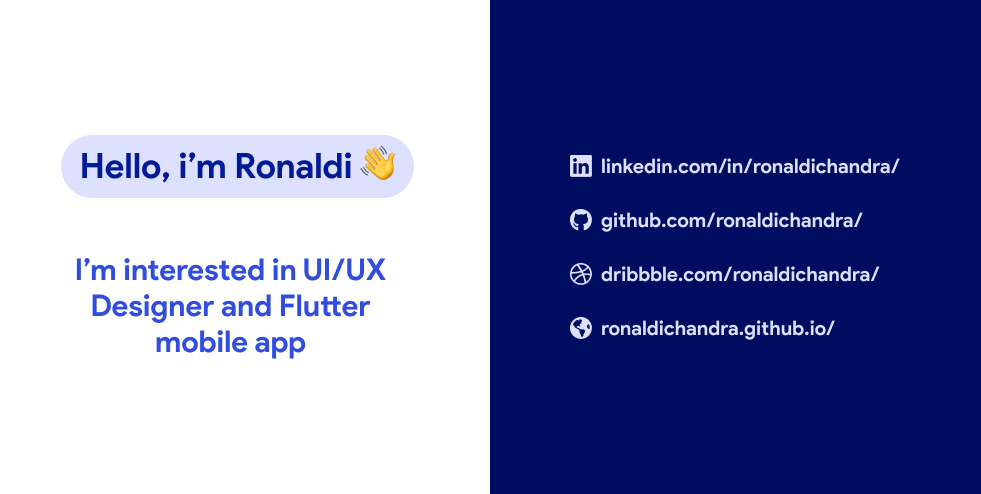 Hello, i’m Ronaldi 👋
I’m interested in UI/UX
Designer and Flutter
mobile app
linkedin.com/in/ronaldichandra/
github.com/ronaldichandra/
dribbble.com/ronaldichandra/
ronaldichandra.github.io/